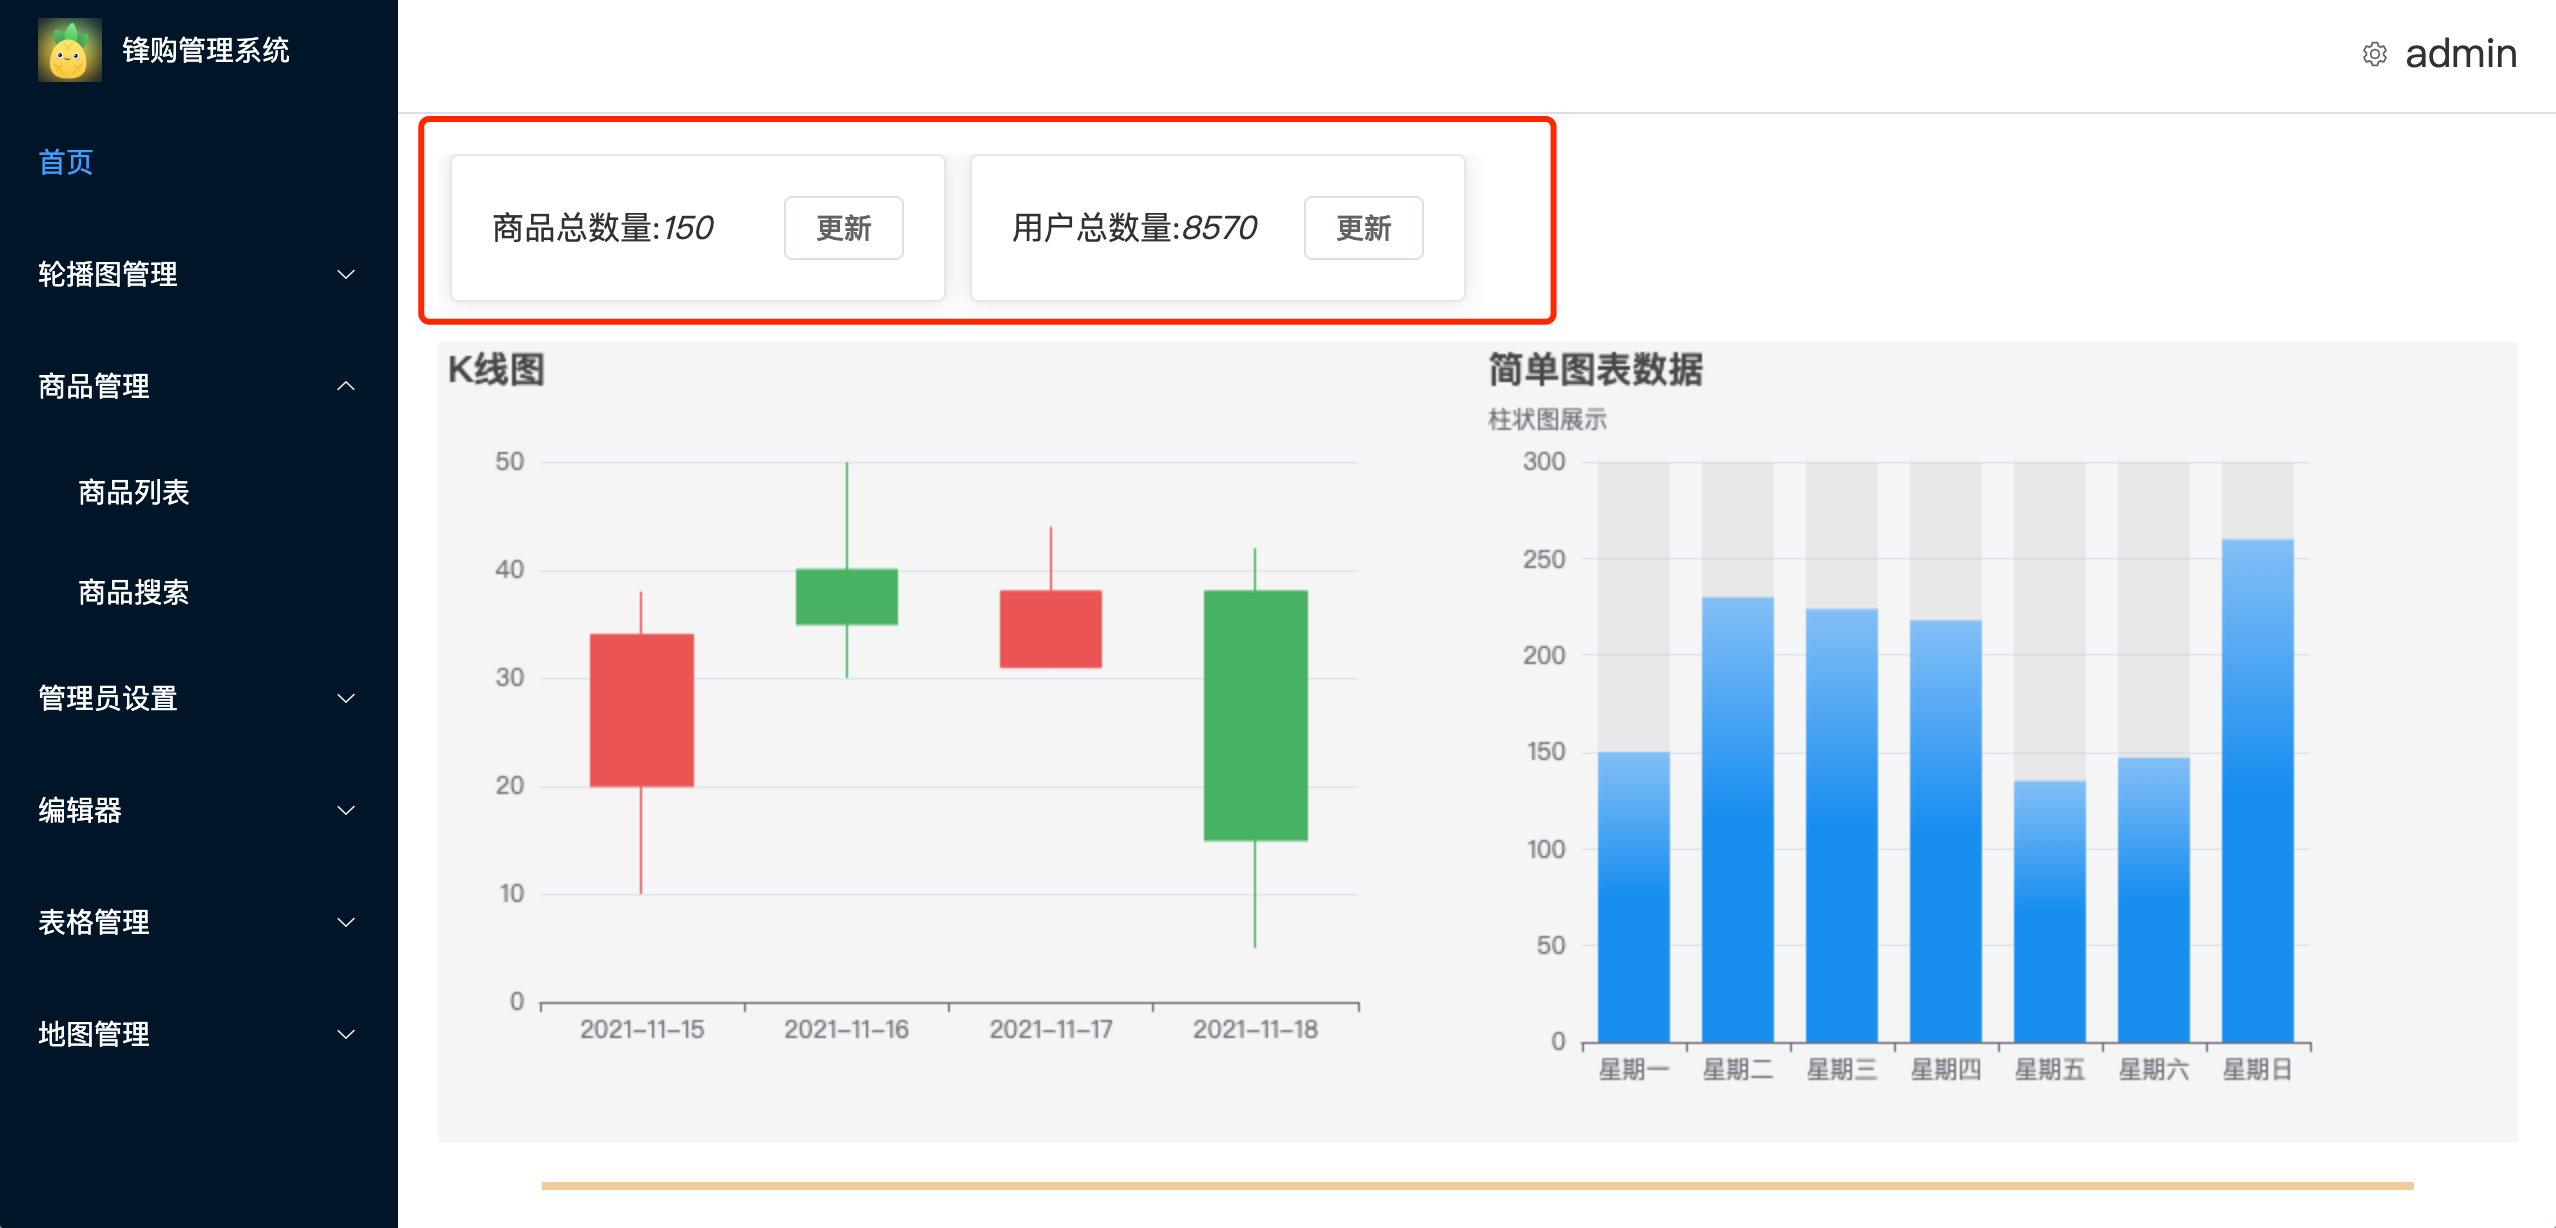 锋购管理系统
首页
轮播图管理
商品管理
商品列表
商品搜索
管理员设置
编辑器
表格管理
地图管理
admin
商品总数量:150
更新
用户总数量:8570
更新
K线图
50
40
30
20
10
0
2021-11-15
2021-11-16
2021-11-17
2021-11-18
简单图表数据
柱状图展示
300
250
200
150
100
50
0
星期一
星期二
星期三
星期四
星期五
星期六
星期日